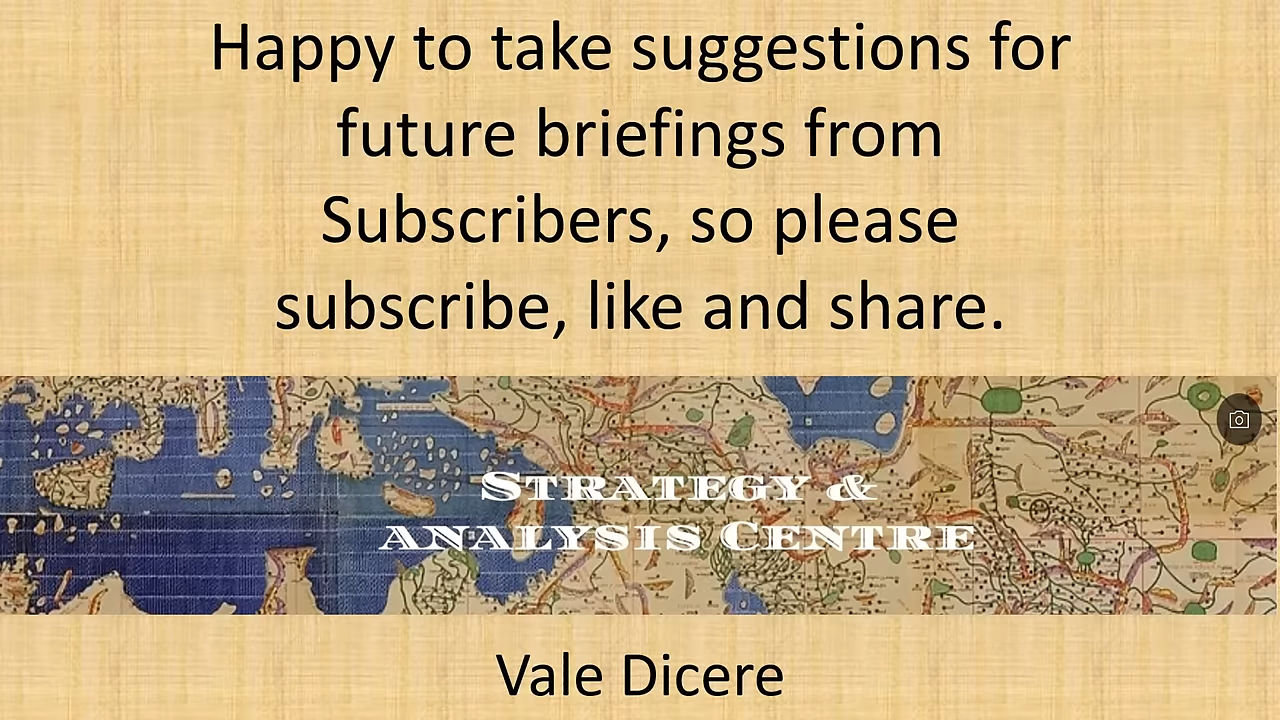 Happy to take suggestions for
future briefings from
Subscribers, so please
subscribe, like and share.
STRATEGY &
ANALYSIS CENTRE
Vale Dicere